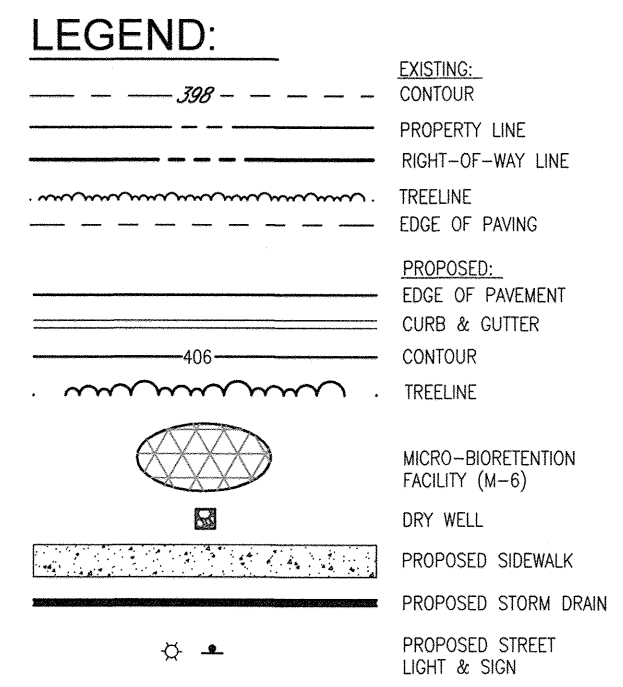 LEGEND:
EXISTING:
398 CONTOUR
PROPERTY LINE
RIGHT-OF-WAY LINE
TREELINE
EDGE OF PAVING
PROPOSED:
EDGE OF PAVEMENT
CURB & GUTTER
406 CONTOUR
TREELINE
MICRO-BIORETENTION
FACILITY (M-6)
DRY WELL
PROPOSED SIDEWALK
PROPOSED STORM DRAIN
PROPOSED STREET
LIGHT & SIGN